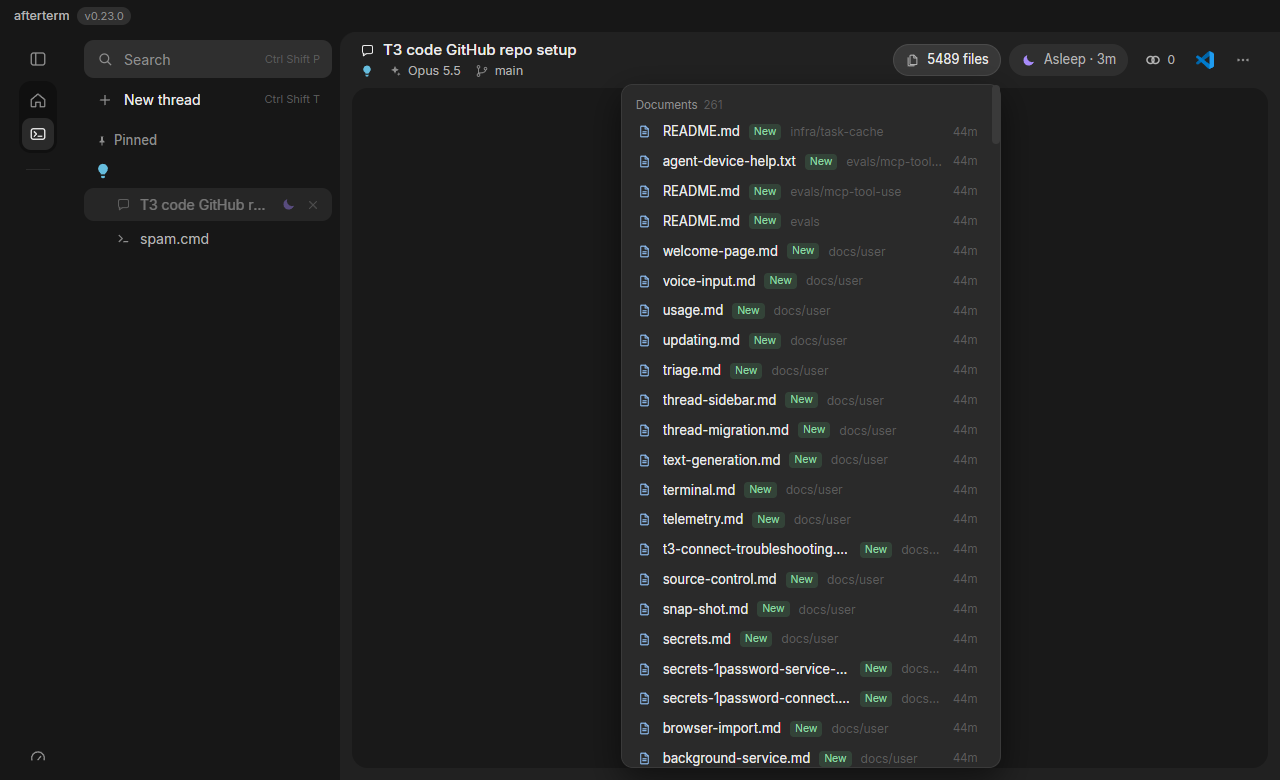 afterterm v0.23.0
Search Ctrl Shift P
New thread Ctrl Shift T
Pinned
T3 code GitHub r...
spam.cmd
T3 code GitHub repo setup
Opus 5.5 main
5489 files
Asleep · 3m
0
Documents 261
README.md New infra/task-cache 44m
agent-device-help.txt New evals/mcp-tool... 44m
README.md New evals/mcp-tool-use 44m
README.md New evals 44m
welcome-page.md New docs/user 44m
voice-input.md New docs/user 44m
usage.md New docs/user 44m
updating.md New docs/user 44m
triage.md New docs/user 44m
thread-sidebar.md New docs/user 44m
thread-migration.md New docs/user 44m
text-generation.md New docs/user 44m
terminal.md New docs/user 44m
telemetry.md New docs/user 44m
t3-connect-troubleshooting.... New docs... 44m
source-control.md New docs/user 44m
snap-shot.md New docs/user 44m
secrets.md New docs/user 44m
secrets-1password-service-... New docs... 44m
secrets-1password-connect.... New docs... 44m
browser-import.md New docs/user 44m
background-service.md New docs/user 44m